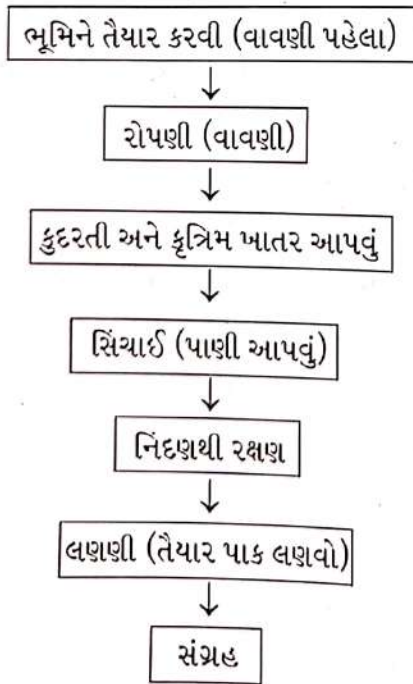 ભૂમિને તૈયાર કરવી (વાવણી પહેલા)
રોપણી (વાવણી)
કુદરતી અને કૃત્રિમ ખાતર આપવું
સિંચાઈ (પાણી આપવું)
નિંદણથી રક્ષણ
લણણી (તૈયાર પાક લણવો)
સંગ્રહ